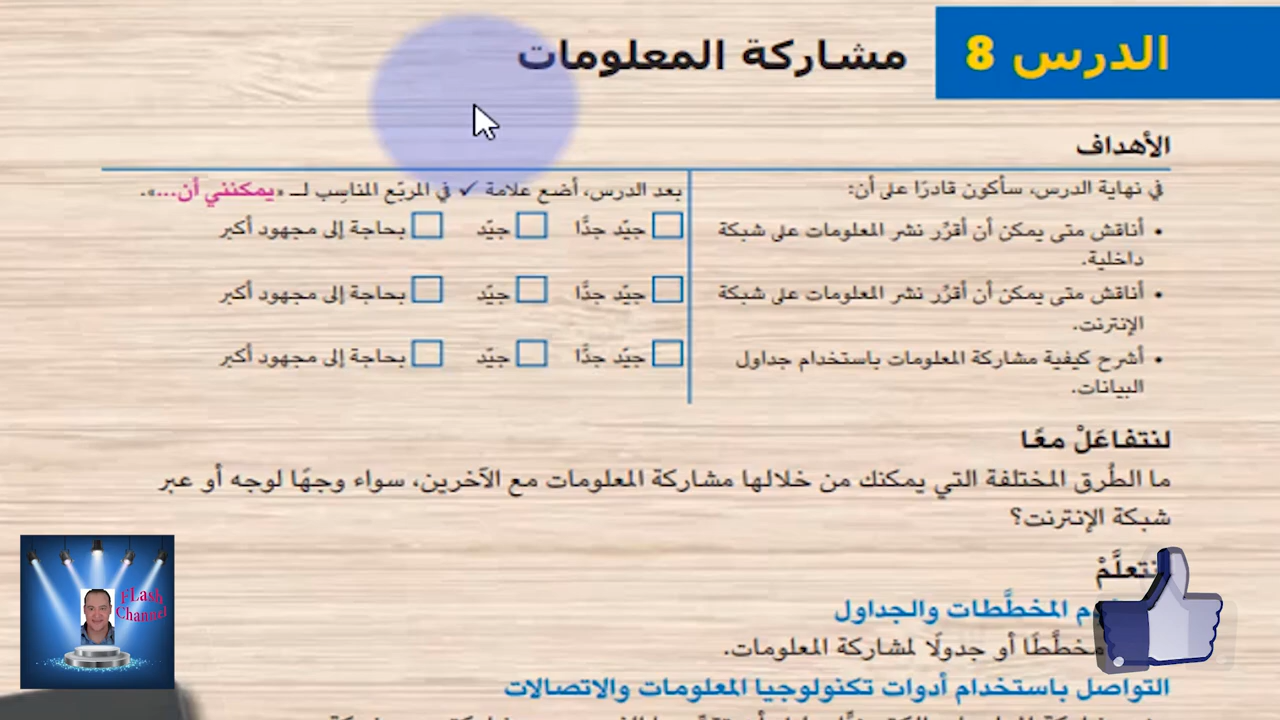 الدرس 8 مشاركة المعلومات
الأهداف
في نهاية الدرس، سأكون قادرًا على أن:
• أناقش متى يمكن أن أقرِّر نشر المعلومات على شبكة
داخلية.
• أناقش متى يمكن أن أقرِّر نشر المعلومات على شبكة
الإنترنت.
• أشرح كيفية مشاركة المعلومات باستخدام جداول
البيانات.
بعد الدرس، أضع علامة ✓ في المربّع المناسِب لــ «يمكنني أن...».
جيّد جدًّا جيّد بحاجة إلى مجهود أكبر
جيّد جدًّا جيّد بحاجة إلى مجهود أكبر
جيّد جدًّا جيّد بحاجة إلى مجهود أكبر
لنتفاعَلْ معًا
ما الطُرق المختلفة التي يمكنك من خلالها مشاركة المعلومات مع الآخرين، سواء وجهًا لوجه أو عبر
شبكة الإنترنت؟
لنتعلَّمْ
المخطَّطات والجداول
مخطَّطًا أو جدولًا لمشاركة المعلومات.
التواصل باستخدام أدوات تكنولوجيا المعلومات والاتصالات
FLash
Channel